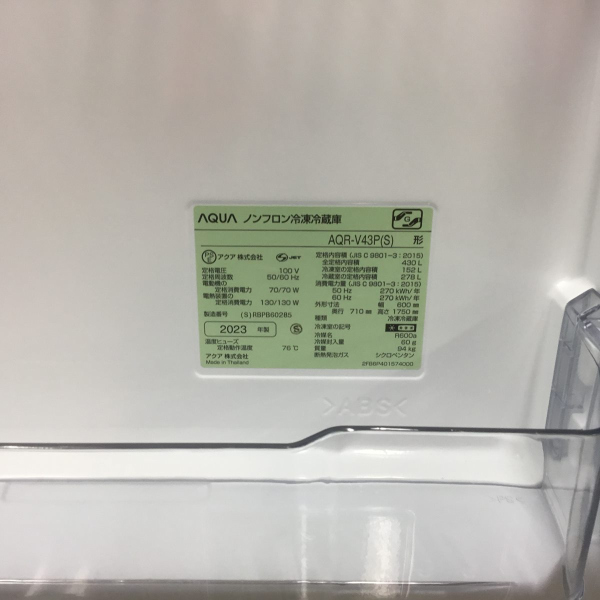 AQUA ノンフロン冷凍冷蔵庫
AQR-V43P(S) 形
アクア 株式会社 JET
定格電圧 100 V
定格周波数 50/60 Hz
電動機の
定格消費電力 70/70 W
電熱装置の
定格消費電力 130/130 W
製造番号 (S)RBPB60285
2023 年製
温度ヒューズ
定格動作温度 76℃
アクア 株式会社
Made in Thailand
定格内容積 (JIS C 9801-3 : 2015)
全定格内容積 430 L
冷凍室の定格内容積 152 L
冷蔵室の定格内容積 278 L
消費電力量 (JIS C 9801-3 : 2015)
50 Hz 270 kWh/年
60 Hz 270 kWh/年
外形寸法 幅 600 mm
奥行 710 mm 高さ 1750 mm
種類 冷凍冷蔵庫
冷凍室の記号
冷媒 R600a
冷媒封入量 60 g
質量 94 kg
断熱発泡ガス シクロペンタン
>ABS<